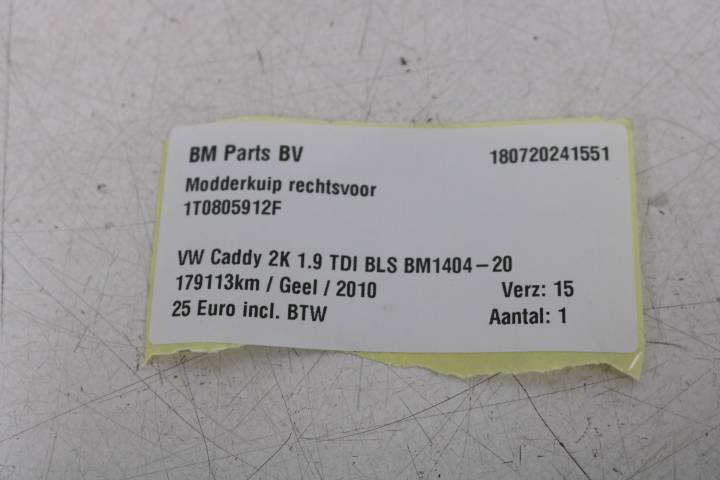 BM Parts BV 180720241551
Modderkuip rechtsvoor
1T0805912F
VW Caddy 2K 1.9 TDI BLS BM1404-20
179113km / Geel / 2010 Verz: 15
25 Euro incl. BTW Aantal: 1